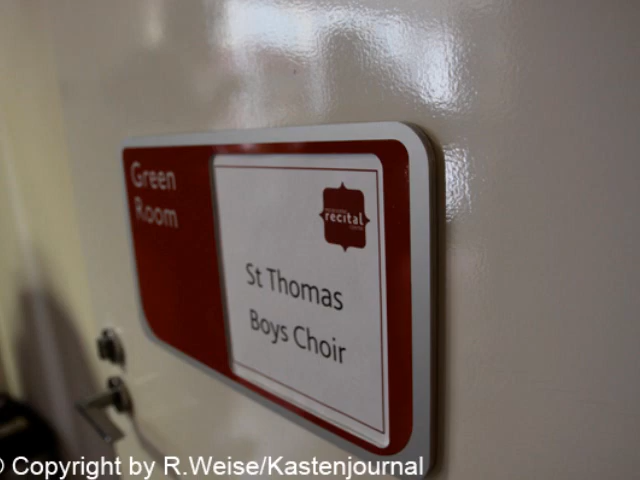 Green
Room
recital
St Thomas
Boys Choir
© Copyright by R.Weise/Kastenjournal